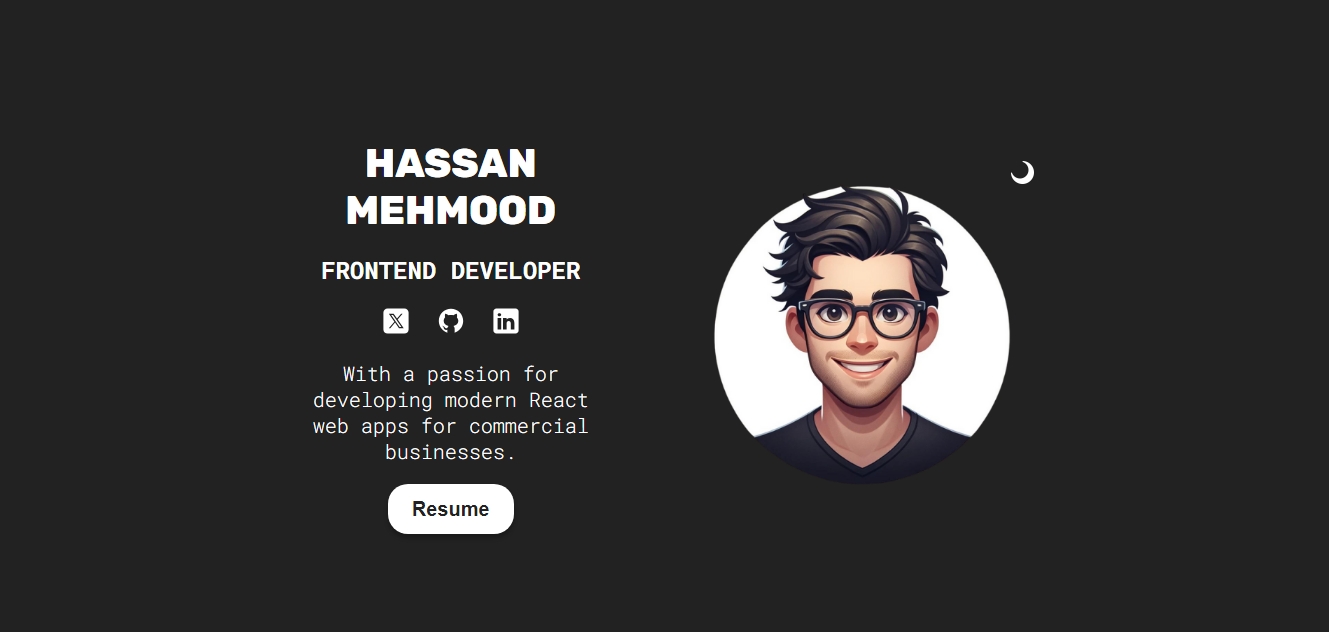 HASSAN
MEHMOOD
FRONTEND DEVELOPER
With a passion for
developing modern React
web apps for commercial
businesses.
Resume